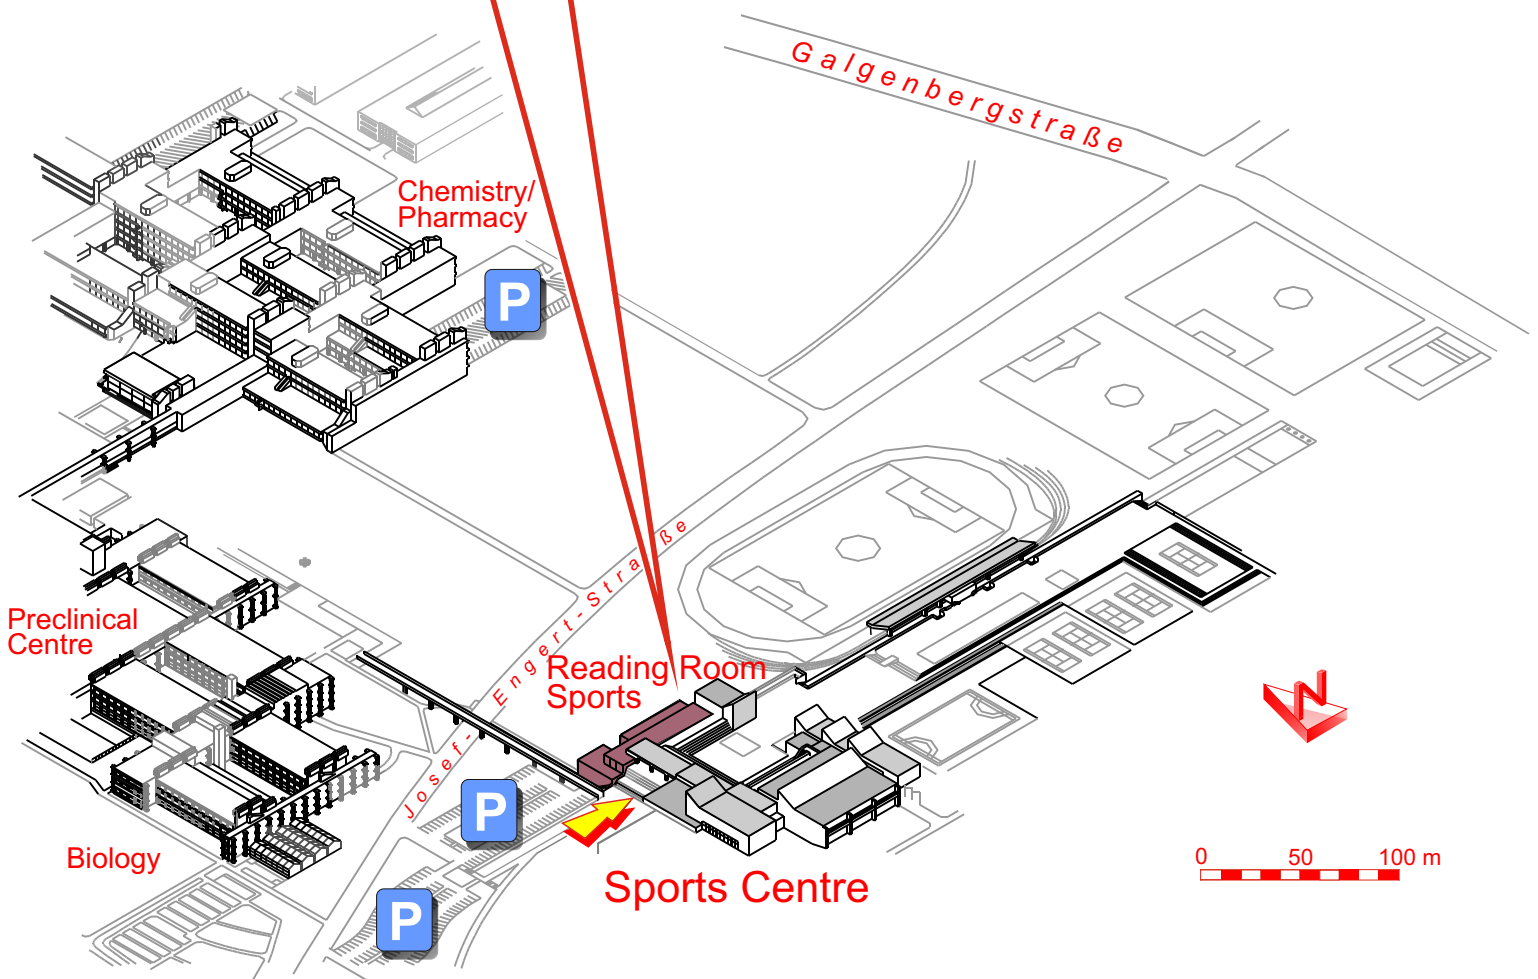 Galgenbergstraße
Chemistry/
Pharmacy
P
Josef-Engert-Straße
Preclinical
Centre
Reading Room
Sports
N
P
Biology
0 50 100 m
Sports Centre
P